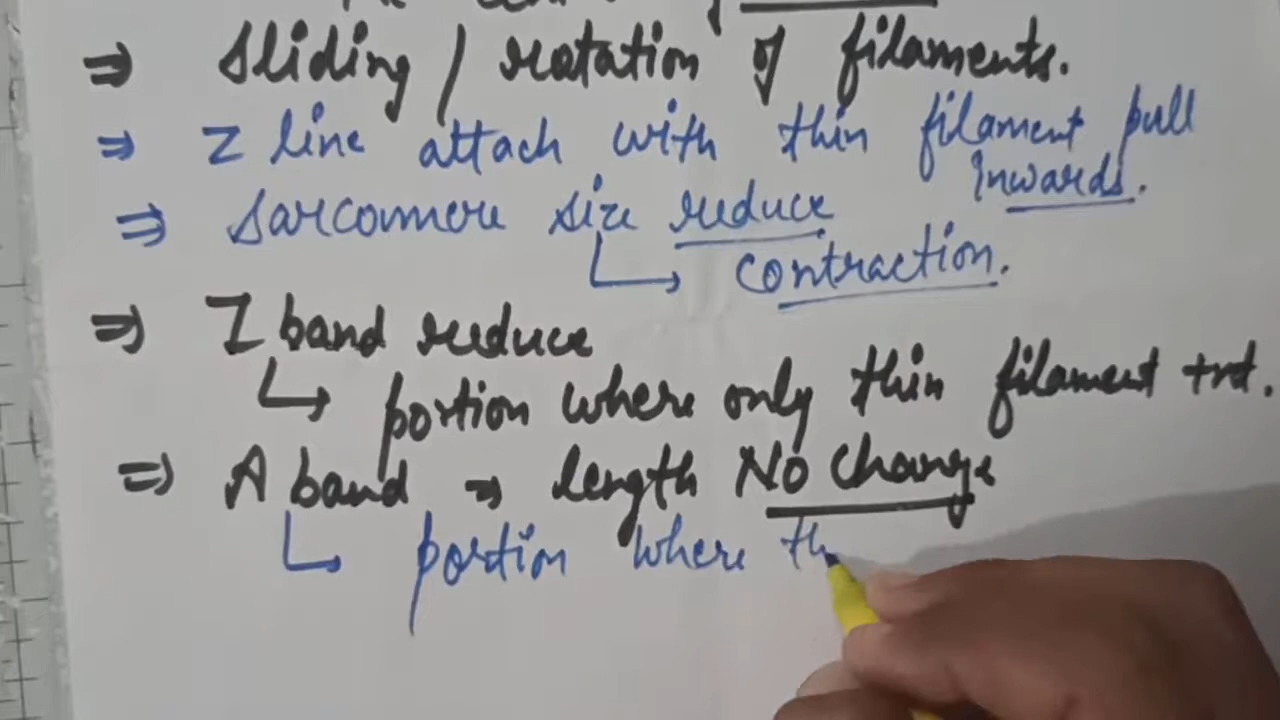 ⇒ Sliding / rotation of filaments.
⇒ Z line attach with thin filament pull
Inwards.
⇒ Sarcomere size reduce
↳ contraction.
⇒ I band reduce
↳ portion where only thin filament +nt.
⇒ A band ⇒ length No change
↳ portion where th